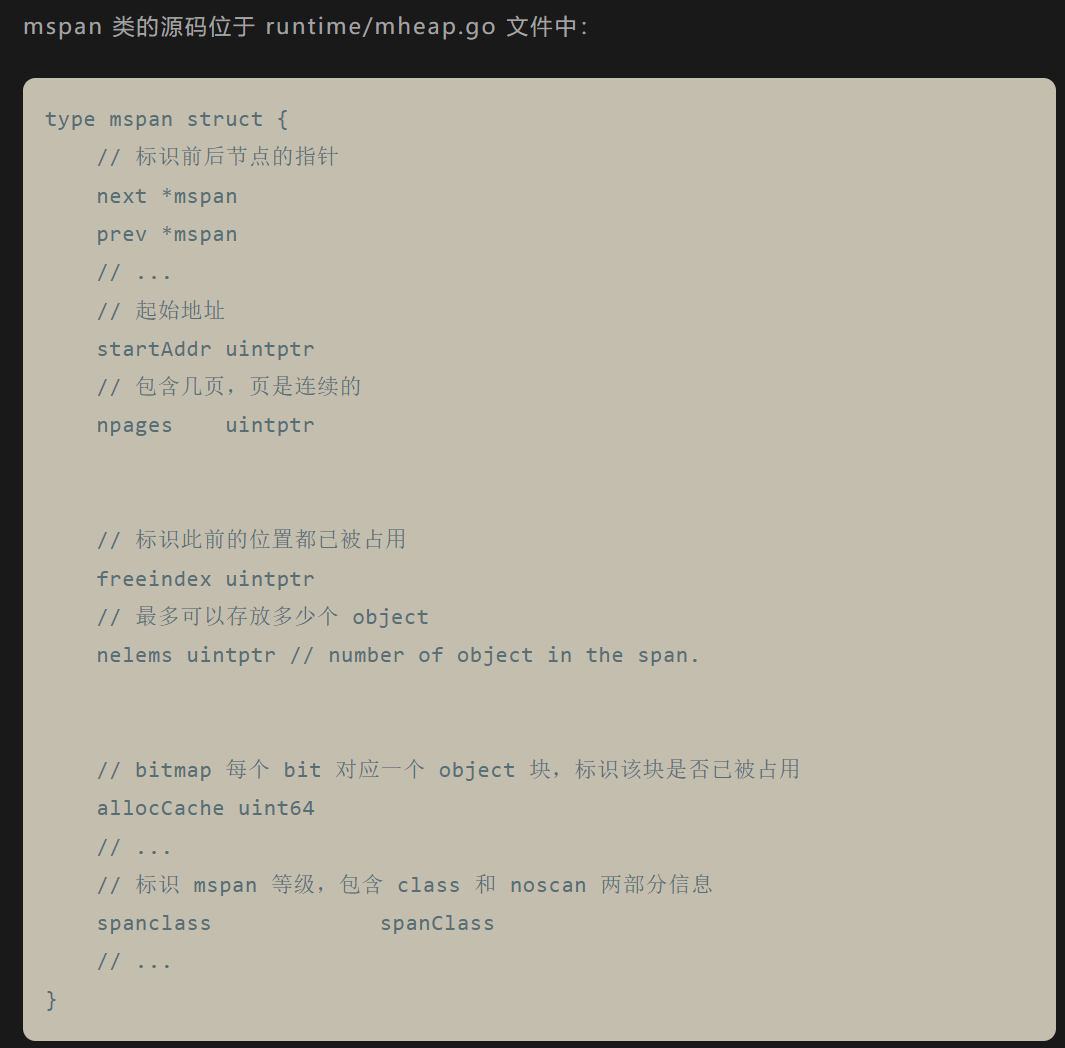 mspan 类的源码位于 runtime/mheap.go 文件中：
type mspan struct {
    // 标识前后节点的指针
    next *mspan
    prev *mspan
    // ...
    // 起始地址
    startAddr uintptr
    // 包含几页，页是连续的
    npages    uintptr
    // 标识此前的位置都已被占用
    freeindex uintptr
    // 最多可以存放多少个 object
    nelems uintptr // number of object in the span.
    // bitmap 每个 bit 对应一个 object 块，标识该块是否已被占用
    allocCache uint64
    // ...
    // 标识 mspan 等级，包含 class 和 noscan 两部分信息
    spanclass             spanClass
    // ...
}